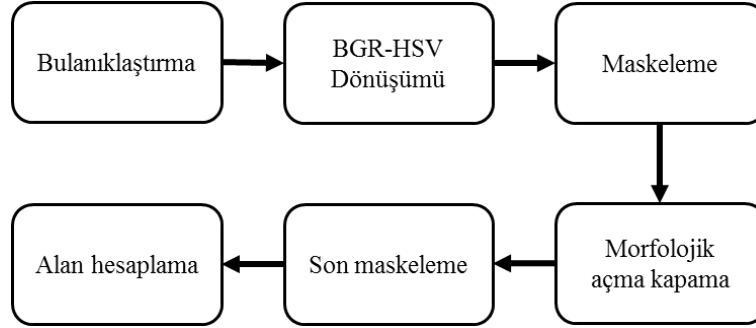 Bulanıklaştırma
BGR-HSV
Dönüşümü
Maskeleme
Morfolojik
açma kapama
Son maskeleme
Alan hesaplama